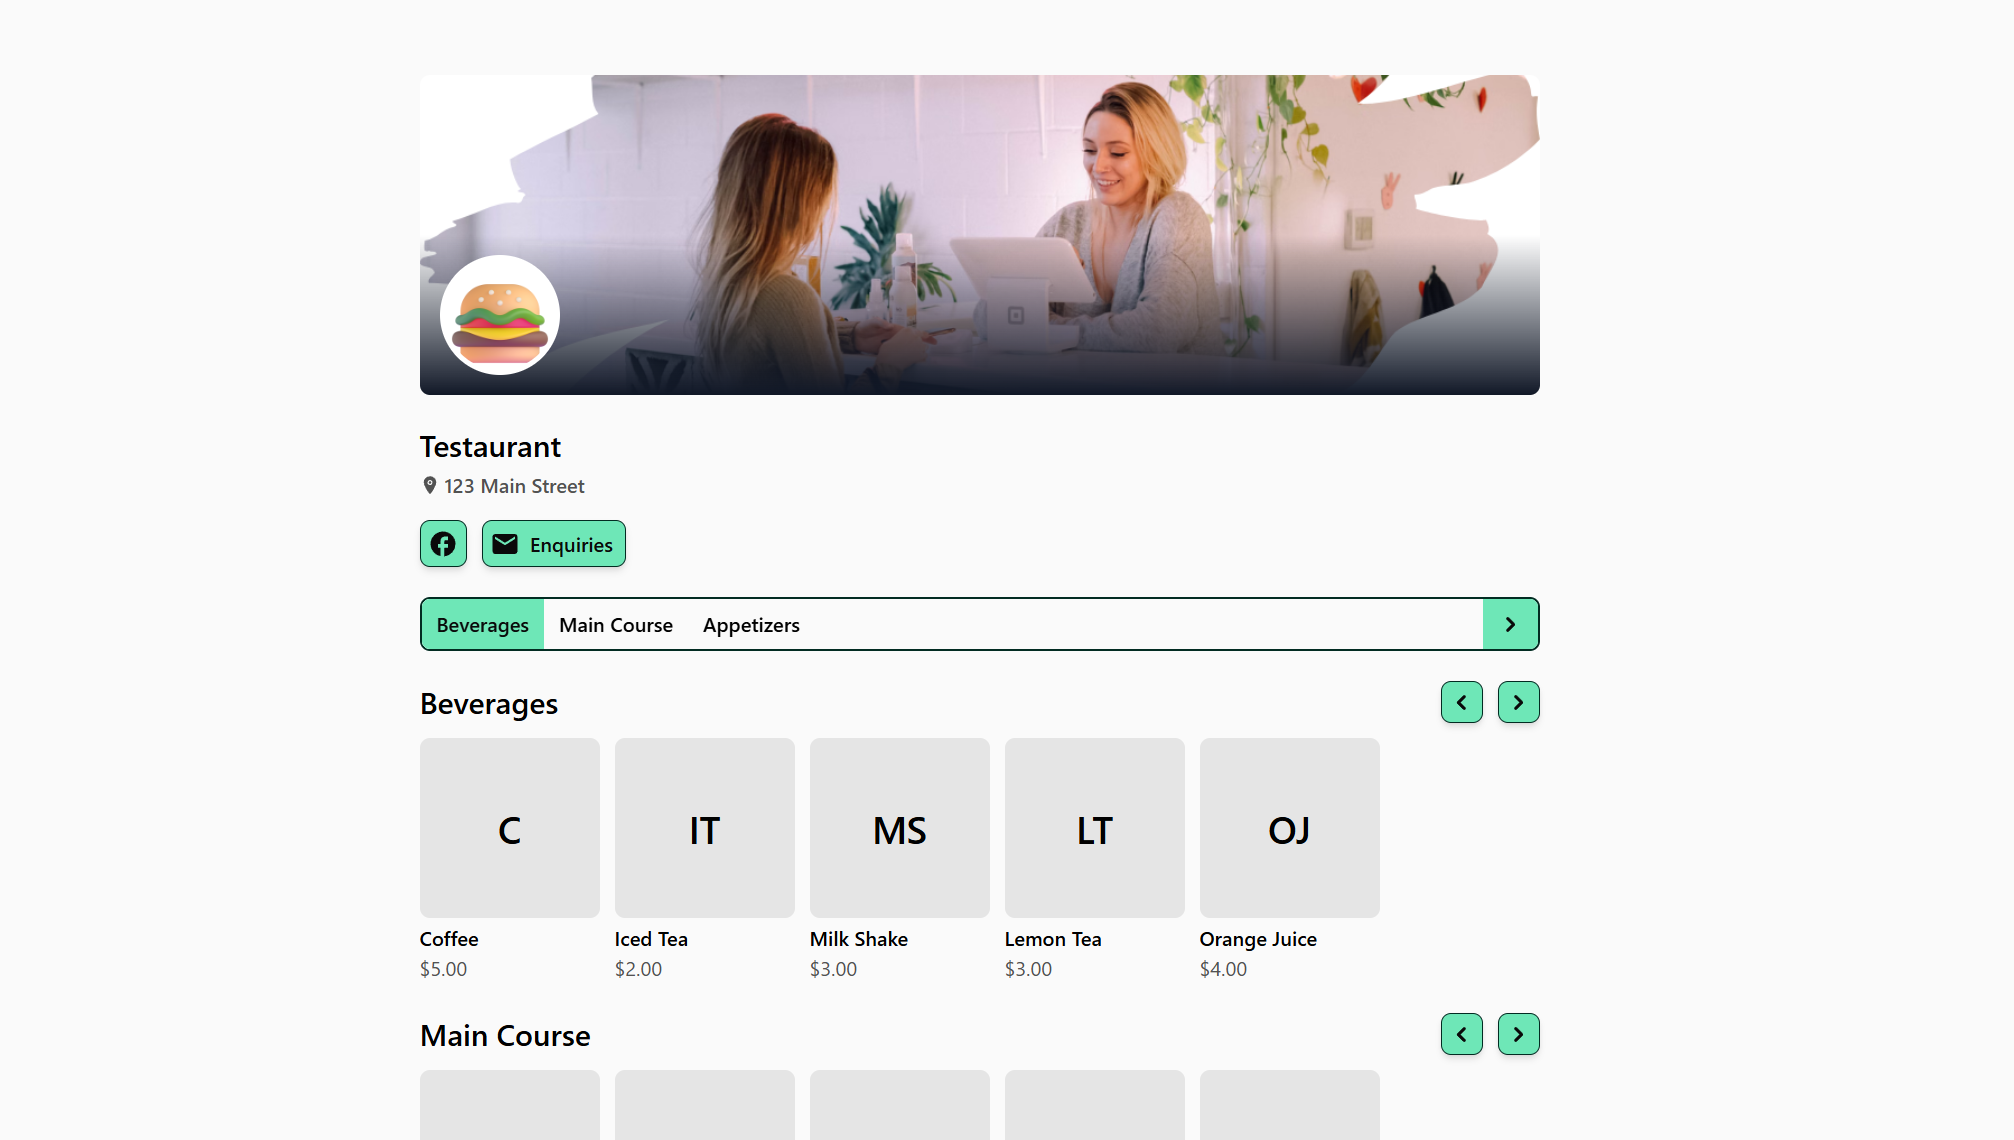 Testaurant
123 Main Street
Enquiries
Beverages Main Course Appetizers
Beverages
C IT MS LT OJ
Coffee Iced Tea Milk Shake Lemon Tea Orange Juice
$5.00 $2.00 $3.00 $3.00 $4.00
Main Course